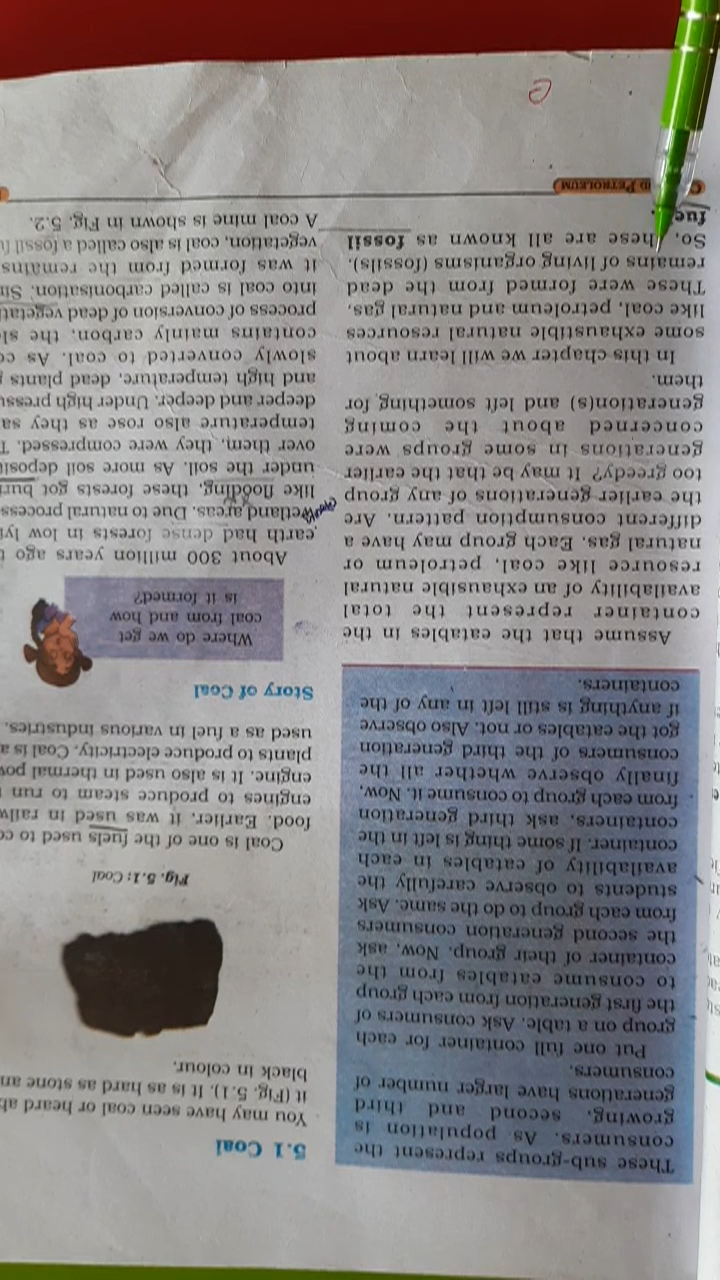 These sub-groups represent the
consumers. As population is
growing, second and third
generations have larger number of
consumers.
Put one full container for each
group on a table. Ask consumers of
the first generation from each group
to consume eatables from the
container of their group. Now, ask
the second generation consumers
from each group to do the same. Ask
students to observe carefully the
availability of eatables in each
container. If some thing is left in the
containers, ask third generation
from each group to consume it. Now,
finally observe whether all the
consumers of the third generation
got the eatables or not. Also observe
if anything is still left in any of the
containers.
Assume that the eatables in the
container represent the total
availability of an exhausible natural
resource like coal, petroleum or
natural gas. Each group may have a
different consumption pattern. Are
the earlier generations of any group
too greedy? It may be that the earlier
generations in some groups were
concerned about the coming
generation(s) and left something for
them.
In this chapter we will learn about
some exhaustible natural resources
like coal, petroleum and natural gas.
These were formed from the dead
remains of living organisms (fossils).
So, these are all known as fossil
5.1 Coal
You may have seen coal or heard
it (Fig. 5.1). It is as hard as stone
black in colour.
Fig. 5.1: Coal
Coal is one of the fuels used to
food. Earlier, it was used in
engines to produce steam to run
engine. It is also used in thermal
plants to produce electricity. Coal is
used as a fuel in various industries.
Story of Coal
Where do we get
coal from and how
is it formed?
About 300 million years ago
earth had dense forests in low
wetland areas. Due to natural
like flooding, these forests got
under the soil. As more soil
over them, they were compressed.
temperature also rose as they
deeper and deeper. Under high
and high temperature, dead plants
slowly converted to coal. As
contains mainly carbon, the
process of conversion of dead
into coal is called carbonisation.
it was formed from the remains
vegetation, coal is also called a fossil
A coal mine is shown in Fig. 5.2.
PETROLEUM